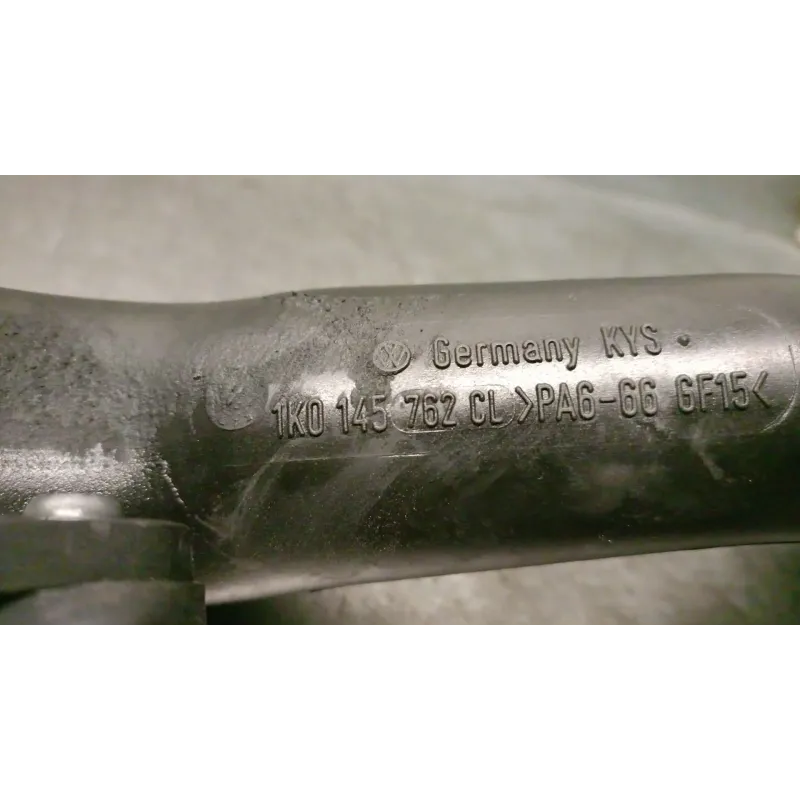 Germany KYS
1K0 145 762 CL >PA6-66 GF15<